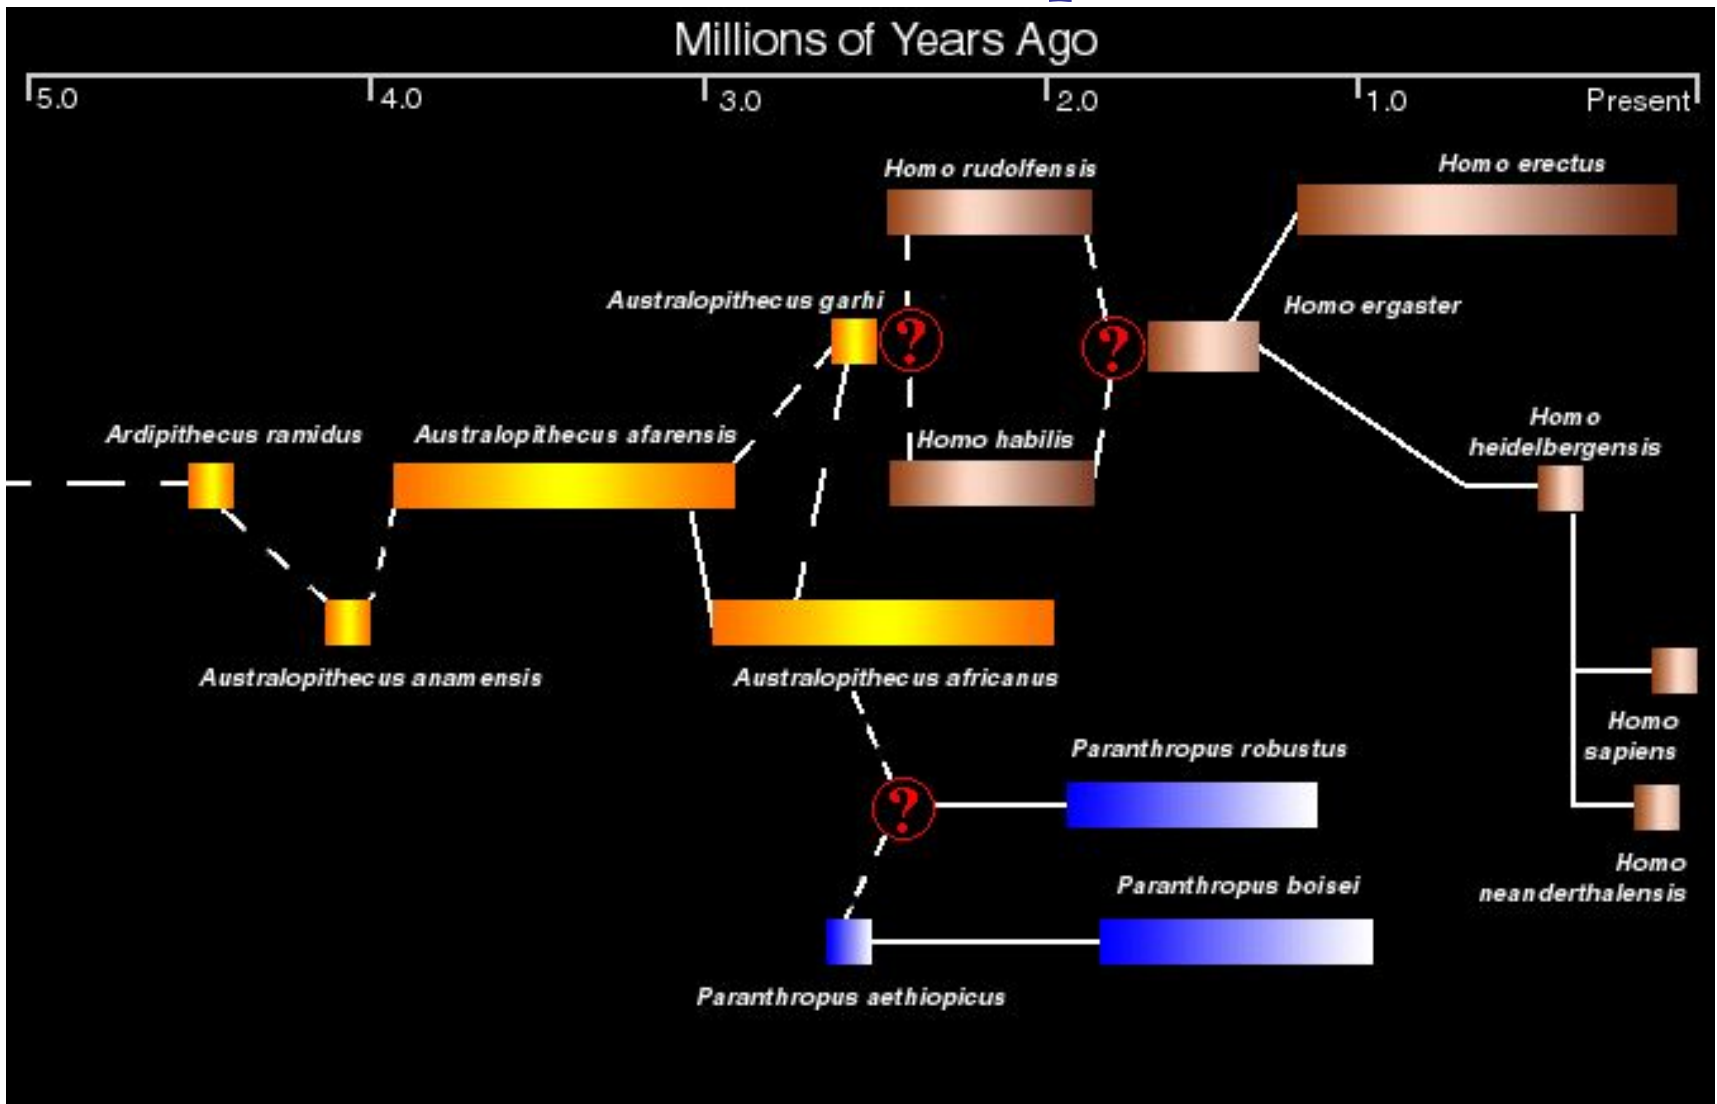 Millions of Years Ago
5.0 4.0 3.0 2.0 1.0 Present
Homo erectus
Homo rudolfensis
Australopithecus garhi
Homo ergaster
?
?
Homo
heidelbergensis
Ardipithecus ramidus
Australopithecus afarensis
Homo habilis
Australopithecus anamensis
Australopithecus africanus
Homo
sapiens
Paranthropus robustus
?
Homo
neanderthalensis
Paranthropus boisei
Paranthropus aethiopicus